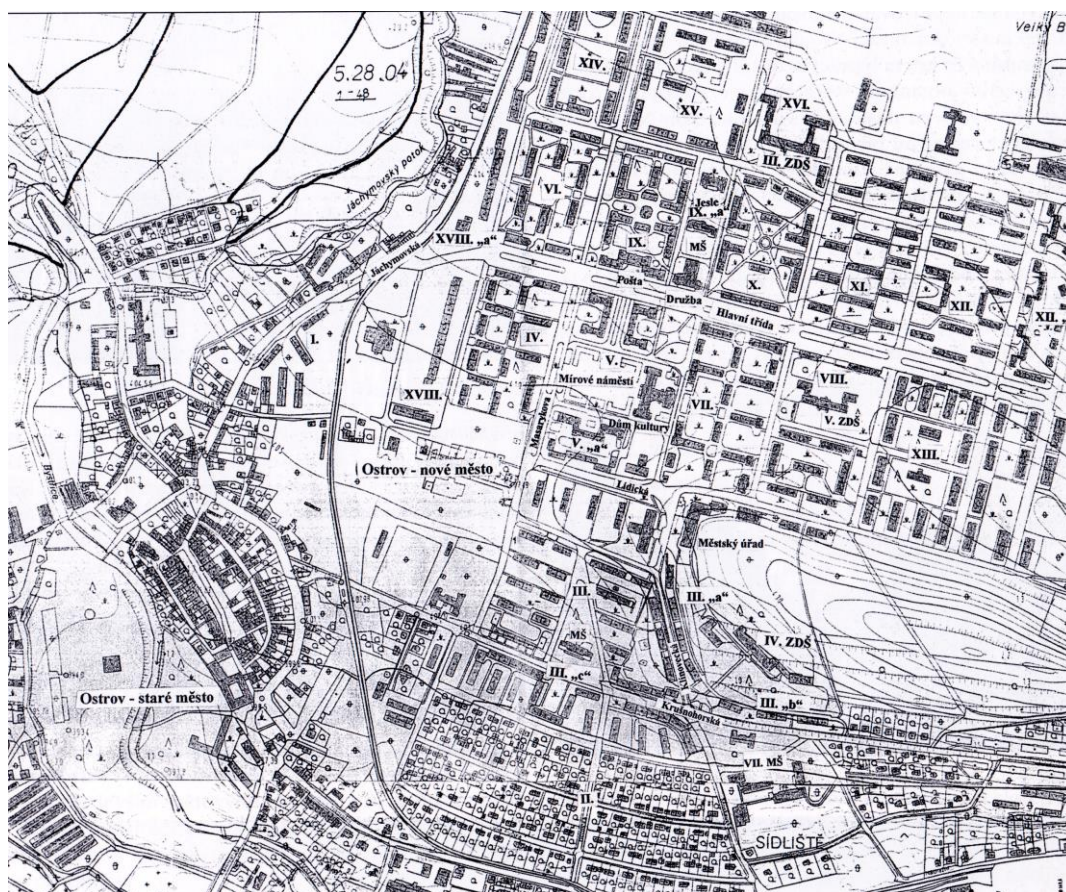 Velký B
XIV.
5.28.04
1-48
XV.
XVI.
III. ZDŠ
Jáchymovský potok
VI.
Jesle
IX. „a“
XVIII. „a“
IX.
MŠ
Jáchymovská
Pošta
X.
XI.
Družba
XII.
Hlavní třída
XII. „
1.
IV.
V.
VIII.
Mírové náměstí
XVIII.
VII.
V. ZDŠ
Masarykova
Dům kultury
V. „a“
XIII.
Ostrov - nové město
Bystřice
Lidická
Městský úřad
III.
III. „a“
MŠ
IV. ZDŠ
III. „c“
Ostrov - staré město
III. „b“
Krušnohorská
VII. MŠ
II.
SÍDLIŠTĚ